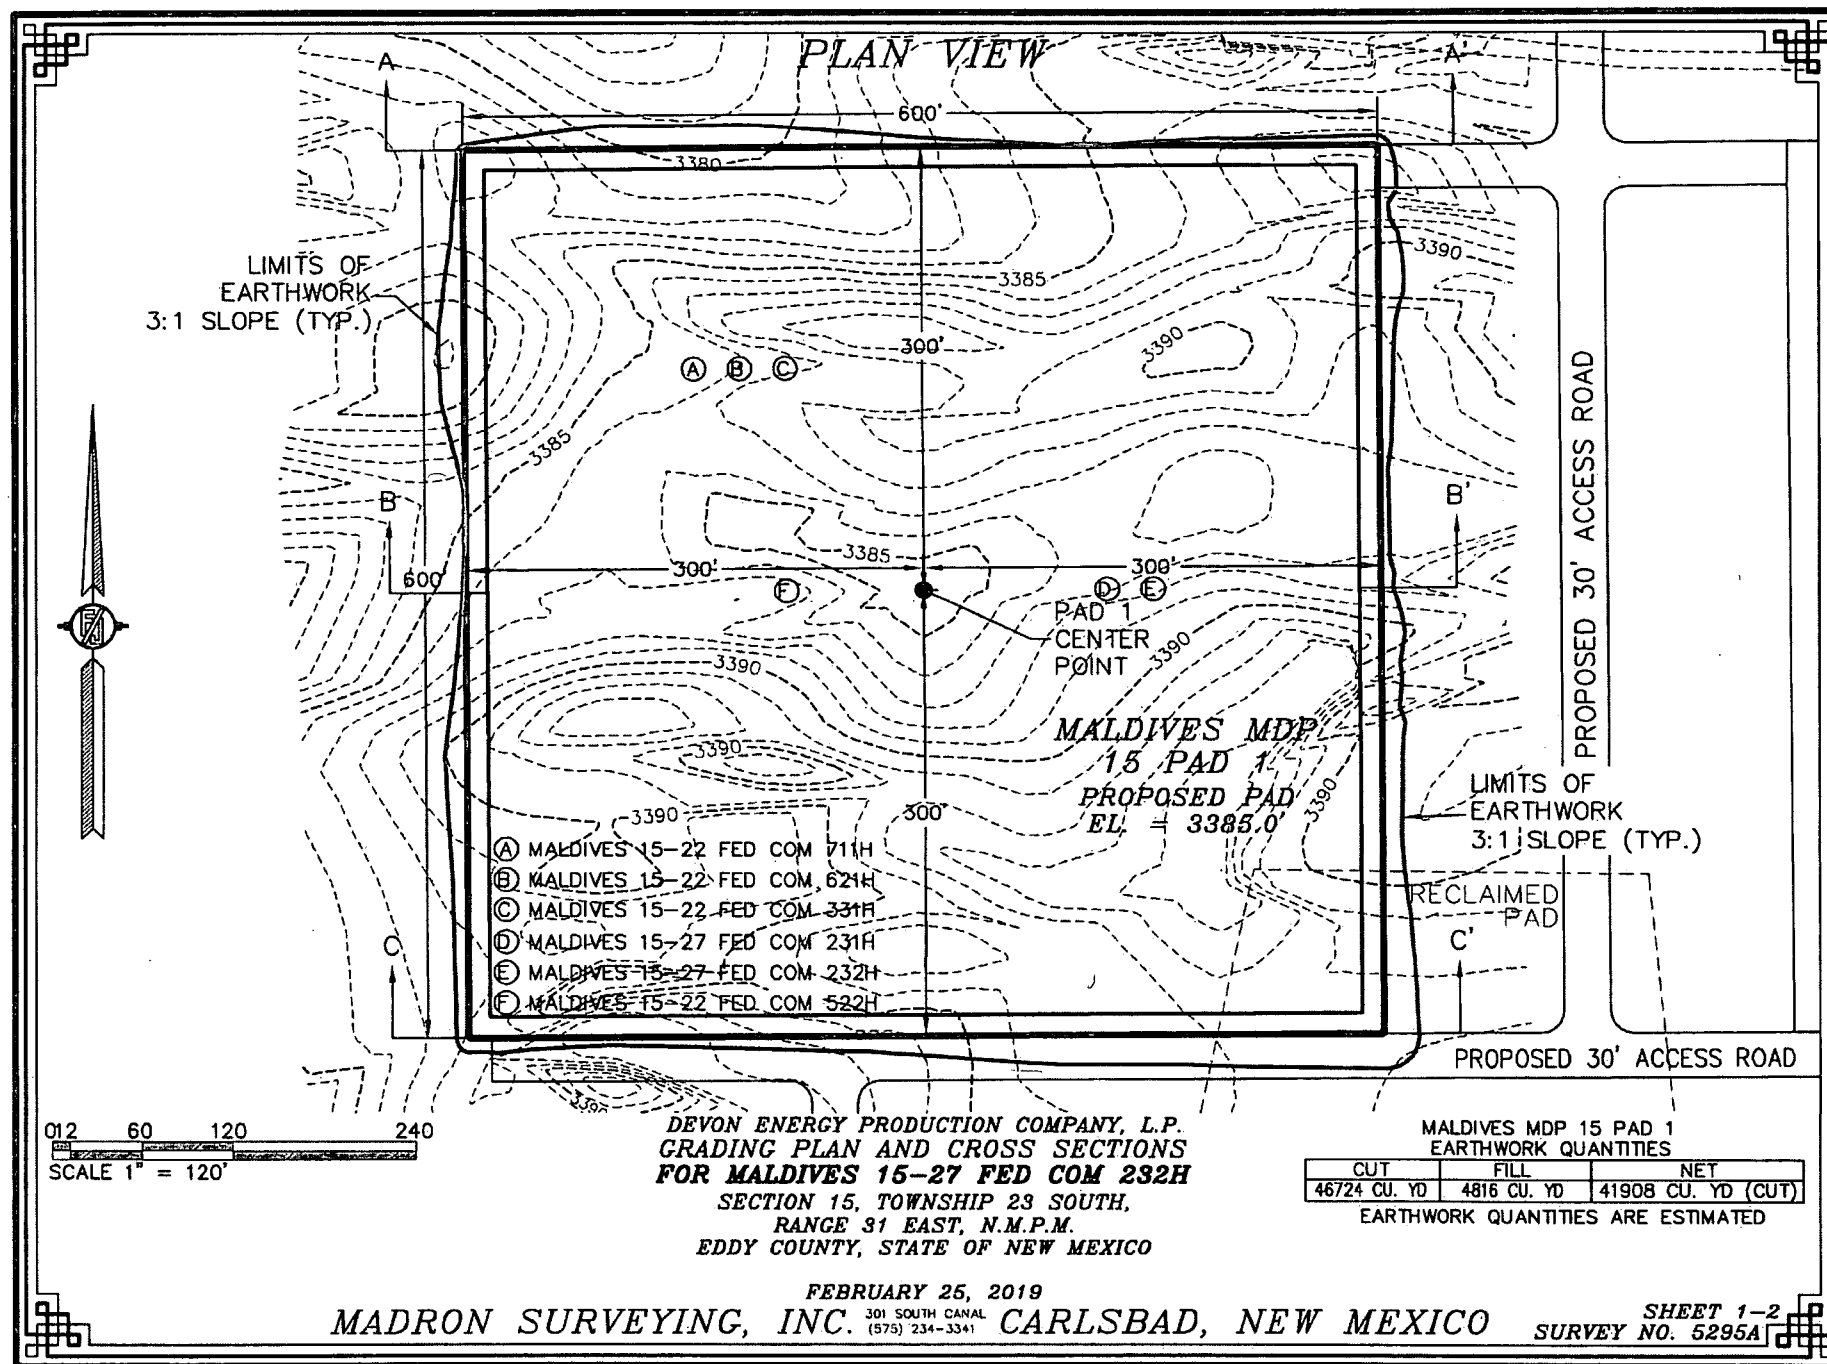 PLAN VIEW
A
A'
600'
3380
LIMITS OF
EARTHWORK
3:1 SLOPE (TYP.)
3390
3385
300'
3390
A B C
3385
B
B'
3385
600'
300'
300'
F
D E
PAD 1
CENTER
POINT
3390
3390
PROPOSED 30' ACCESS ROAD
MALDIVES MDP
15 PAD 1
PROPOSED PAD
EL. = 3385.0'
3390
3390
3390
300'
LIMITS OF
EARTHWORK
3:1 SLOPE (TYP.)
A MALDIVES 15-22 FED COM 711H
B MALDIVES 15-22 FED COM 621H
C MALDIVES 15-22 FED COM 331H
D MALDIVES 15-27 FED COM 231H
E MALDIVES 15-27 FED COM 232H
F MALDIVES 15-22 FED COM 522H
RECLAIMED
PAD
C
C'
PROPOSED 30' ACCESS ROAD
3390
012 60 120 240
SCALE 1" = 120'
DEVON ENERGY PRODUCTION COMPANY, L.P.
GRADING PLAN AND CROSS SECTIONS
FOR MALDIVES 15-27 FED COM 232H
SECTION 15, TOWNSHIP 23 SOUTH,
RANGE 31 EAST, N.M.P.M.
EDDY COUNTY, STATE OF NEW MEXICO
MALDIVES MDP 15 PAD 1
EARTHWORK QUANTITIES
CUT FILL NET
46724 CU. YD 4816 CU. YD 41908 CU. YD (CUT)
EARTHWORK QUANTITIES ARE ESTIMATED
FEBRUARY 25, 2019
MADRON SURVEYING, INC. 301 SOUTH CANAL (575) 234-3341 CARLSBAD, NEW MEXICO
SHEET 1-2
SURVEY NO. 5295A